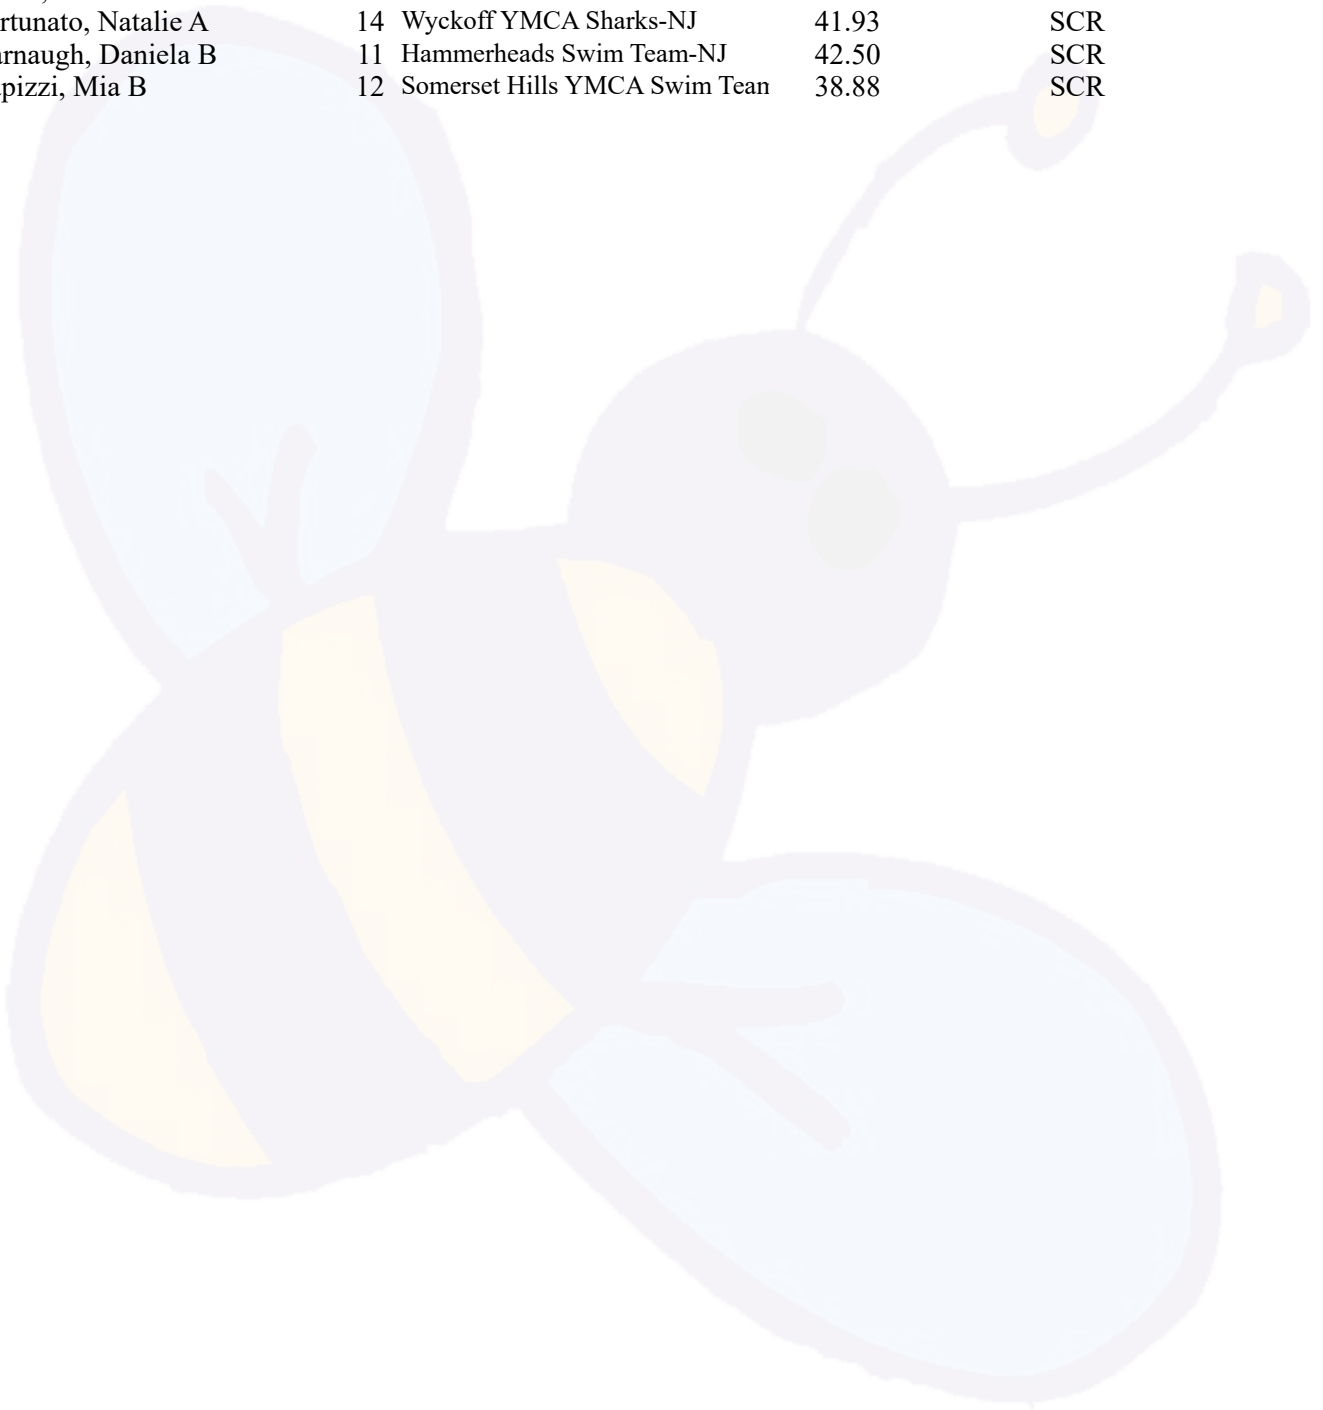 rtunato, Natalie A 14 Wyckoff YMCA Sharks-NJ 41.93 SCR
rnaugh, Daniela B 11 Hammerheads Swim Team-NJ 42.50 SCR
pizzi, Mia B 12 Somerset Hills YMCA Swim Tean 38.88 SCR